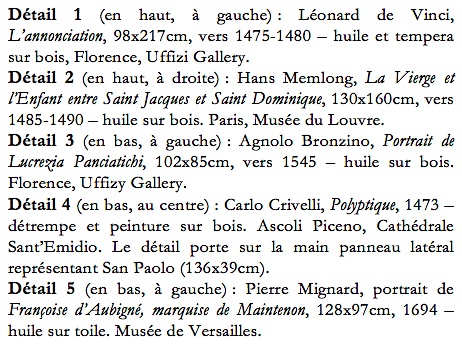 Détail 1 (en haut, à gauche) : Léonard de Vinci,
L'annonciation, 98x217cm, vers 1475-1480 – huile et tempera
sur bois, Florence, Uffizi Gallery.
Détail 2 (en haut, à droite) : Hans Memlong, La Vierge et
l'Enfant entre Saint Jacques et Saint Dominique, 130x160cm, vers
1485-1490 – huile sur bois. Paris, Musée du Louvre.
Détail 3 (en bas, à gauche) : Agnolo Bronzino, Portrait de
Lucrezia Panciatichi, 102x85cm, vers 1545 – huile sur bois.
Florence, Uffizy Gallery.
Détail 4 (en bas, au centre) : Carlo Crivelli, Polyptique, 1473 –
détrempe et peinture sur bois. Ascoli Piceno, Cathédrale
Sant'Emidio. Le détail porte sur la main panneau latéral
représentant San Paolo (136x39cm).
Détail 5 (en bas, à gauche) : Pierre Mignard, portrait de
Françoise d'Aubigné, marquise de Maintenon, 128x97cm, 1694 –
huile sur toile. Musée de Versailles.